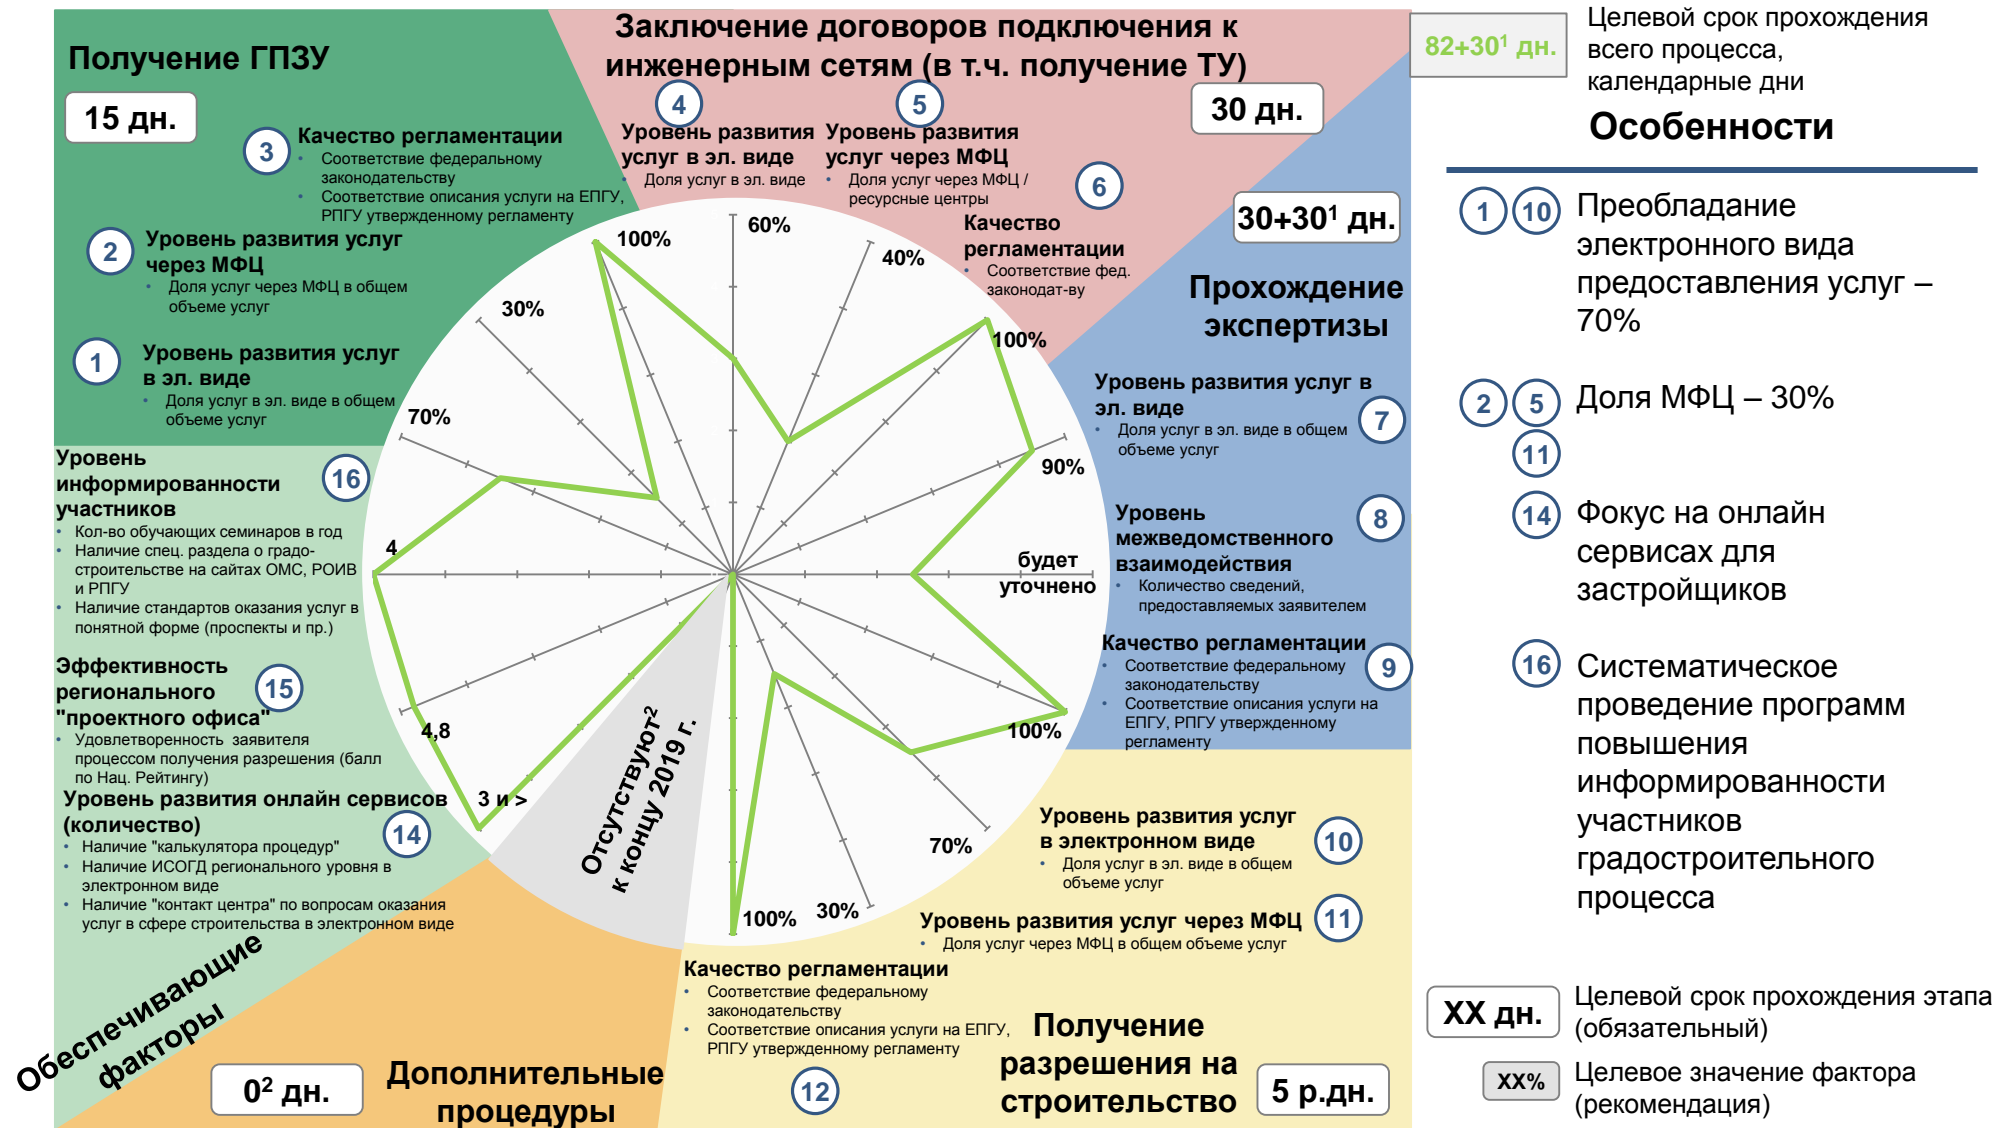 Получение ГПЗУ
15 дн.
3
Качество регламентации
• Соответствие федеральному
законодательству
• Соответствие описания услуги на ЕПГУ,
РПГУ утвержденному регламенту
2
Уровень развития услуг
через МФЦ
• Доля услуг через МФЦ в общем
объеме услуг
1
Уровень развития услуг
в эл. виде
• Доля услуг в эл. виде в общем
объеме услуг
Заключение договоров подключения к
инженерным сетям (в т.ч. получение ТУ)
30 дн.
4
Уровень развития
услуг в эл. виде
• Доля услуг в эл. виде
5
Уровень развития
услуг через МФЦ
• Доля услуг через МФЦ /
ресурсные центры
6
Качество
регламентации
• Соответствие фед.
законодат-ву
30+30¹ дн.
Прохождение
экспертизы
Уровень развития услуг в
эл. виде
7
• Доля услуг в эл. виде в общем
объеме услуг
Уровень
межведомственного
взаимодействия
8
• Количество сведений,
предоставляемых заявителем
Качество регламентации
9
• Соответствие федеральному
законодательству
• Соответствие описания услуги на
ЕПГУ, РПГУ утвержденному
регламенту
Уровень развития услуг
в электронном виде
10
• Доля услуг в эл. виде в общем
объеме услуг
Уровень развития услуг через МФЦ
11
• Доля услуг через МФЦ в общем объеме услуг
Качество регламентации
• Соответствие федеральному
законодательству
• Соответствие описания услуги на ЕПГУ,
РПГУ утвержденному регламенту
12
Получение
разрешения на
строительство
5 р.дн.
Дополнительные
процедуры
0² дн.
Обеспечивающие
факторы
Уровень
информированности
участников
16
• Кол-во обучающих семинаров в год
• Наличие спец. раздела о градо-
строительстве на сайтах ОМС, РОИВ
и РПГУ
• Наличие стандартов оказания услуг в
понятной форме (проспекты и пр.)
Эффективность
регионального
"проектного офиса"
15
• Удовлетворенность заявителя
процессом получения разрешения (балл
по Нац. Рейтингу)
Уровень развития онлайн сервисов
(количество)
14
• Наличие "калькулятора процедур"
• Наличие ИСОГД регионального уровня в
электронном виде
• Наличие "контакт центра" по вопросам оказания
услуг в сфере строительства в электронном виде
60%
40%
100%
90%
будет
уточнено
100%
70%
30%
100%
Отсутствуют²
к концу 2019 г.
3 и >
4,8
4
70%
30%
100%
82+30¹ дн.
Целевой срок прохождения
всего процесса,
календарные дни
Особенности
1 10
Преобладание
электронного вида
предоставления услуг –
70%
2 5
11
Доля МФЦ – 30%
14
Фокус на онлайн
сервисах для
застройщиков
16
Систематическое
проведение программ
повышения
информированности
участников
градостроительного
процесса
XX дн.
Целевой срок прохождения этапа
(обязательный)
XX%
Целевое значение фактора
(рекомендация)